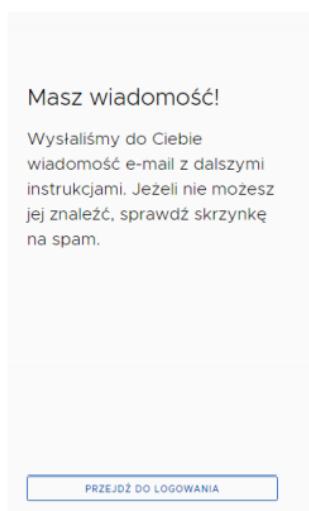 Masz wiadomość!
Wysłaliśmy do Ciebie
wiadomość e-mail z dalszymi
instrukcjami. Jeżeli nie możesz
jej znaleźć, sprawdź skrzynkę
na spam.
PRZEJDŹ DO LOGOWANIA